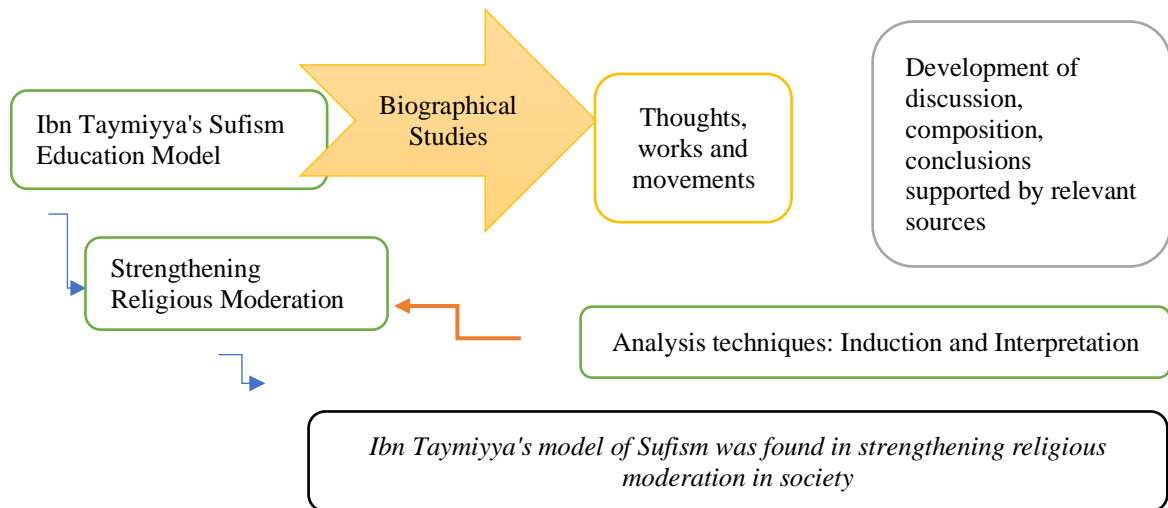 Ibn Taymiyya's Sufism
Education Model
Biographical
Studies
Thoughts,
works and
movements
Development of
discussion,
composition,
conclusions
supported by relevant
sources
Strengthening
Religious Moderation
Analysis techniques: Induction and Interpretation
Ibn Taymiyya's model of Sufism was found in strengthening religious
moderation in society